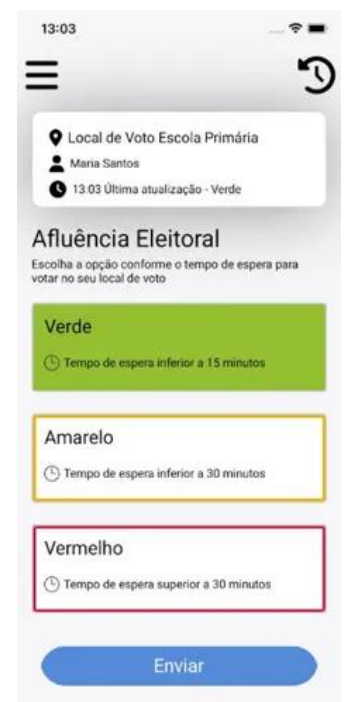 13:03
Local de Voto Escola Primária
Maria Santos
13:03 Última atualização - Verde
Afluência Eleitoral
Escolha a opção conforme o tempo de espera para
votar no seu local de voto
Verde
Tempo de espera inferior a 15 minutos
Amarelo
Tempo de espera inferior a 30 minutos
Vermelho
Tempo de espera superior a 30 minutos
Enviar